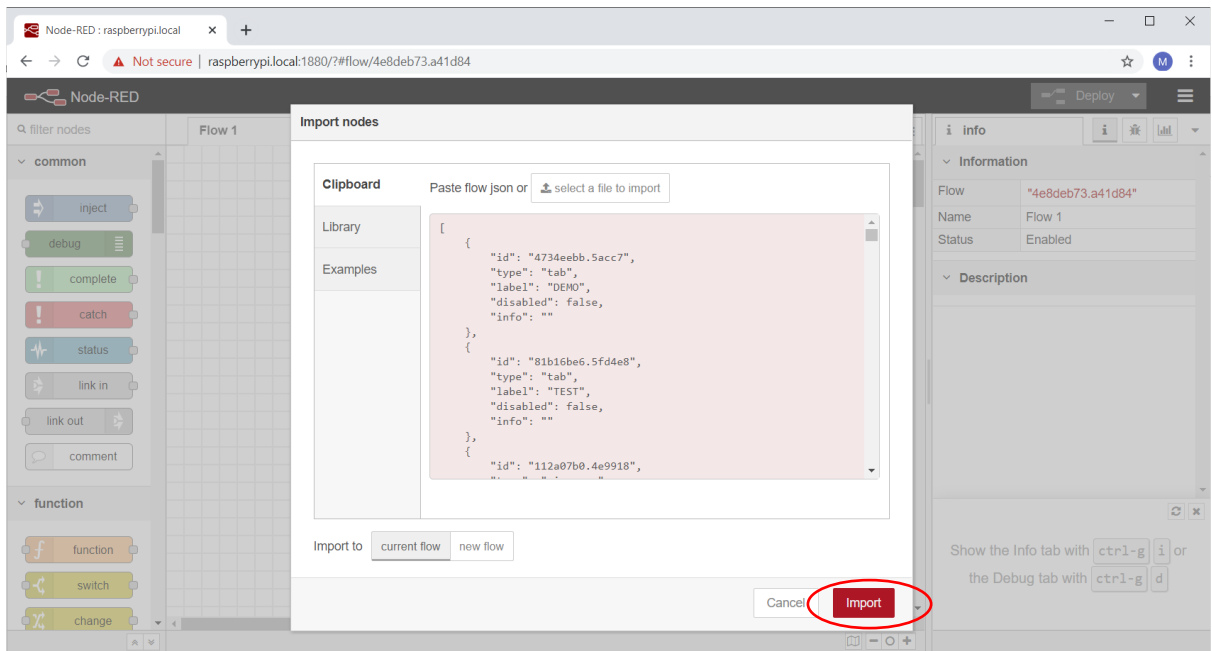 Node-RED : raspberrypi.local
Not secure | raspberrypi.local:1880/?#flow/4e8deb73.a41d84
M
Node-RED
Deploy
filter nodes
Flow 1
common
inject
debug
complete
catch
status
link in
link out
comment
function
function
switch
change
Import nodes
Clipboard
Library
Examples
Paste flow json or select a file to import
[
{
"id": "4734eebb.5acc7",
"type": "tab",
"label": "DEMO",
"disabled": false,
"info": ""
},
{
"id": "81b16be6.5fd4e8",
"type": "tab",
"label": "TEST",
"disabled": false,
"info": ""
},
{
"id": "112a07b0.4e9918",
Import to current flow new flow
Cancel Import
i info i
Information
Flow "4e8deb73.a41d84"
Name Flow 1
Status Enabled
Description
Show the Info tab with ctrl-g i or
the Debug tab with ctrl-g d